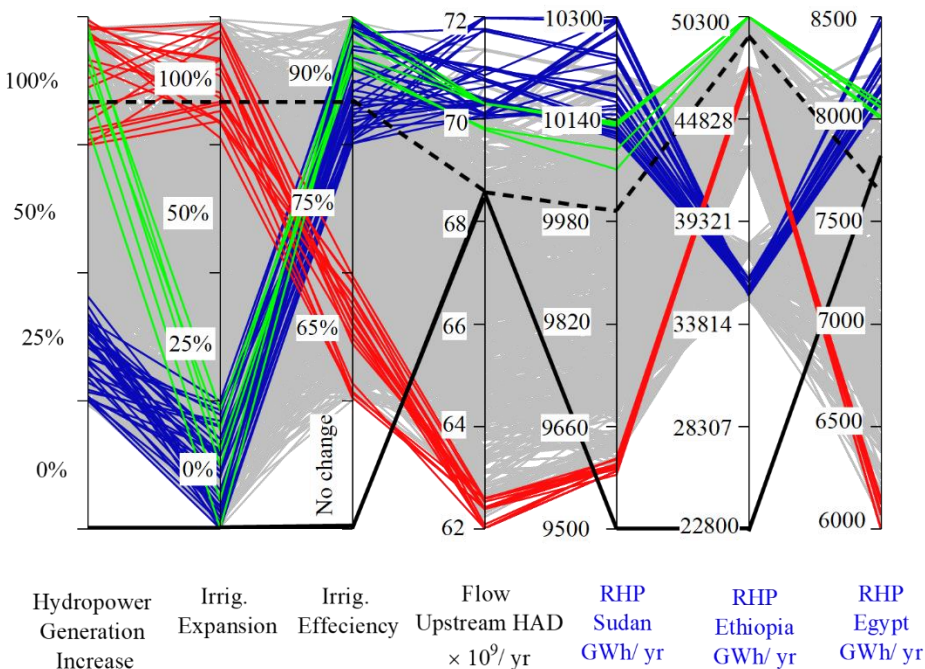 72
10300
50300
8500
100%
100%
90%
70
10140
44828
8000
50%
50%
75%
68
9980
39321
7500
25%
25%
65%
66
9820
33814
7000
64
9660
28307
6500
0%
0%
No change
62
9500
22800
6000
Hydropower
Generation
Increase
Irrig.
Expansion
Irrig.
Effeciency
Flow
Upstream HAD
× 10⁹/ yr
RHP
Sudan
GWh/ yr
RHP
Ethiopia
GWh/ yr
RHP
Egypt
GWh/ yr